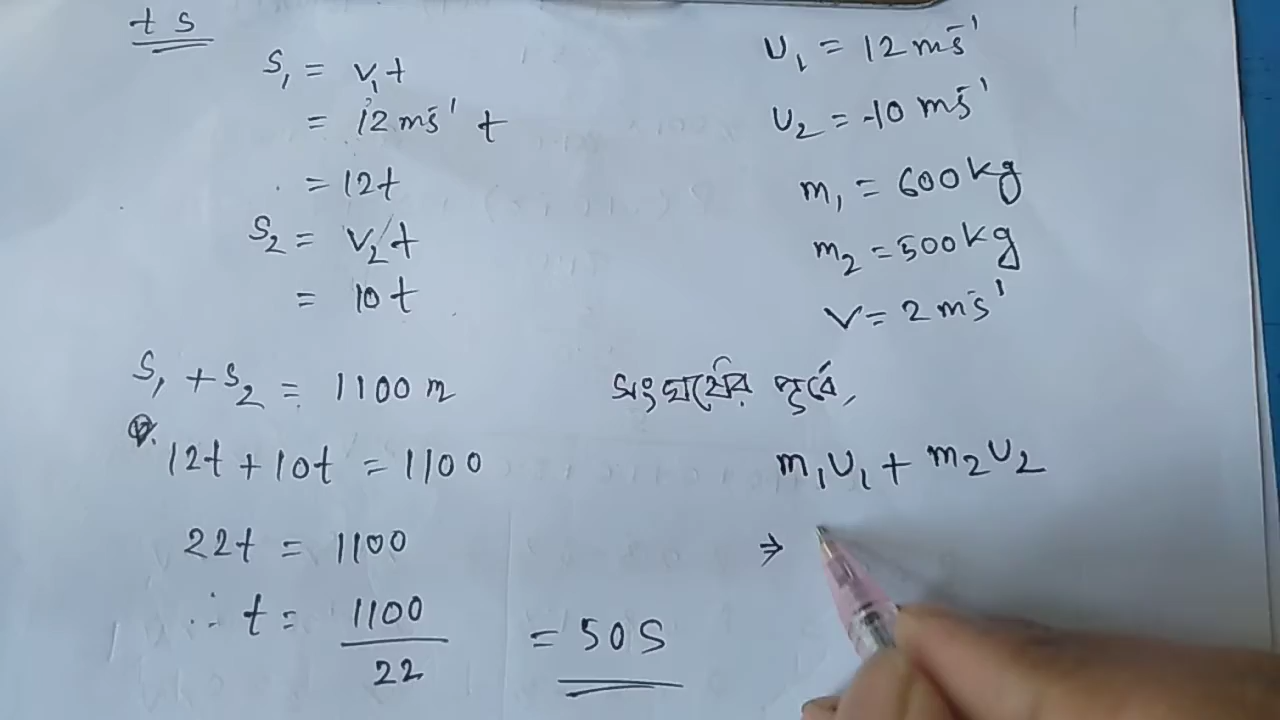 t s
S₁ = v₁t
= 12 ms⁻¹ t
= 12t
S₂ = v₂t
= 10t
S₁ + S₂ = 1100 m
12t + 10t = 1100
22t = 1100
∴ t = 1100/22 = 50 S
u₁ = 12 ms⁻¹
u₂ = -10 ms⁻¹
m₁ = 600 kg
m₂ = 500 kg
v = 2 ms⁻¹
সংঘর্ষের পূর্বে,
m₁u₁ + m₂u₂
⇒